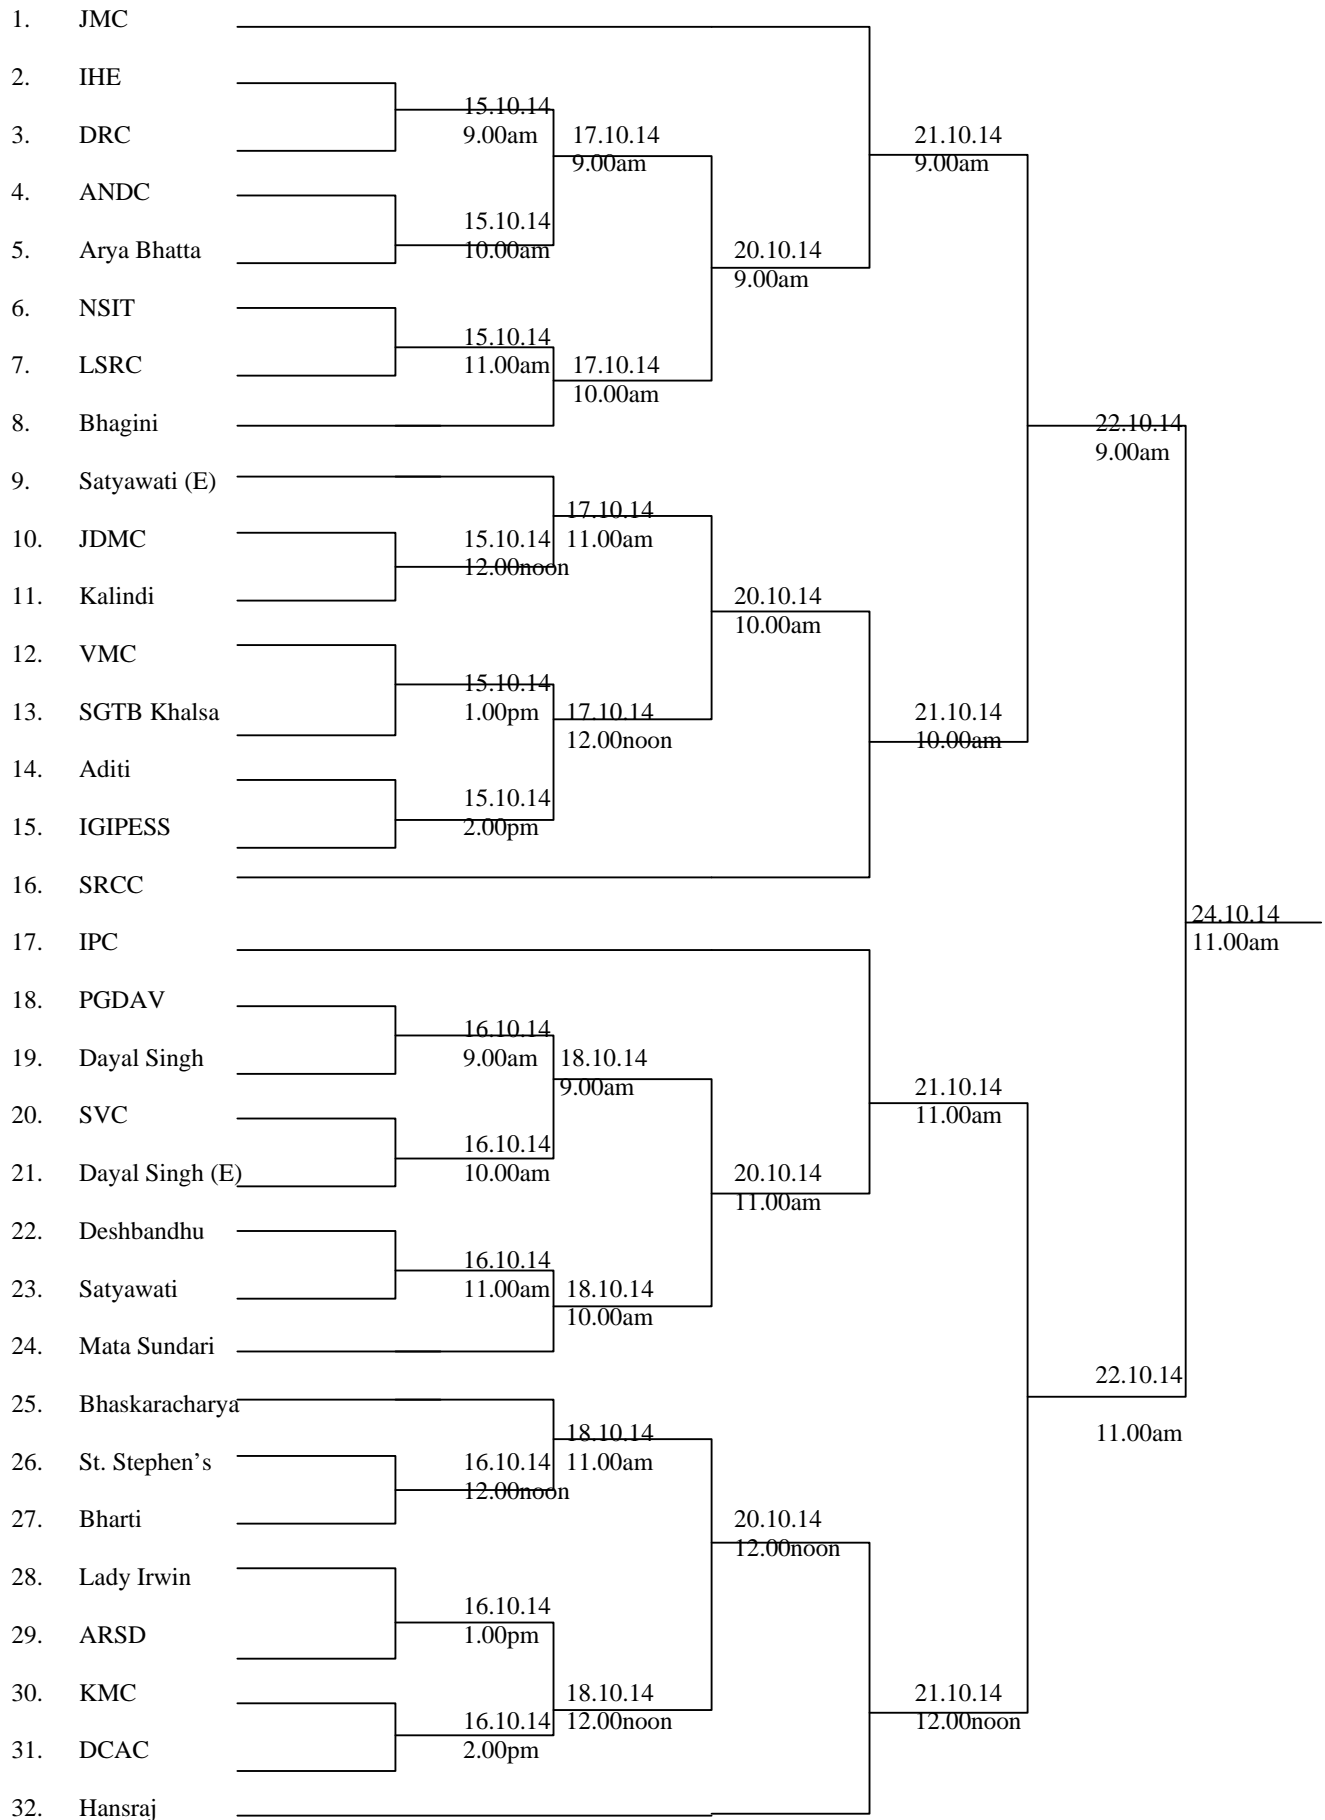 1. JMC
2. IHE
15.10.14
3. DRC 9.00am 17.10.14 21.10.14
9.00am 9.00am
4. ANDC
15.10.14
5. Arya Bhatta 10.00am 20.10.14
9.00am
6. NSIT
15.10.14
7. LSRC 11.00am 17.10.14
10.00am
8. Bhagini 22.10.14
9.00am
9. Satyawati (E)
17.10.14
10. JDMC 15.10.14 11.00am
12.00noon
11. Kalindi 20.10.14
10.00am
12. VMC
15.10.14
13. SGTB Khalsa 1.00pm 17.10.14 21.10.14
12.00noon 10.00am
14. Aditi
15.10.14
15. IGIPESS 2.00pm
16. SRCC
24.10.14
17. IPC 11.00am
18. PGDAV
16.10.14
19. Dayal Singh 9.00am 18.10.14
9.00am 21.10.14
20. SVC 11.00am
16.10.14
21. Dayal Singh (E) 10.00am 20.10.14
11.00am
22. Deshbandhu
16.10.14
23. Satyawati 11.00am 18.10.14
10.00am
24. Mata Sundari
22.10.14
25. Bhaskaracharya
18.10.14 11.00am
26. St. Stephen’s 16.10.14 11.00am
12.00noon
27. Bharti 20.10.14
12.00noon
28. Lady Irwin
16.10.14
29. ARSD 1.00pm
30. KMC 18.10.14 21.10.14
16.10.14 12.00noon 12.00noon
31. DCAC 2.00pm
32. Hansraj